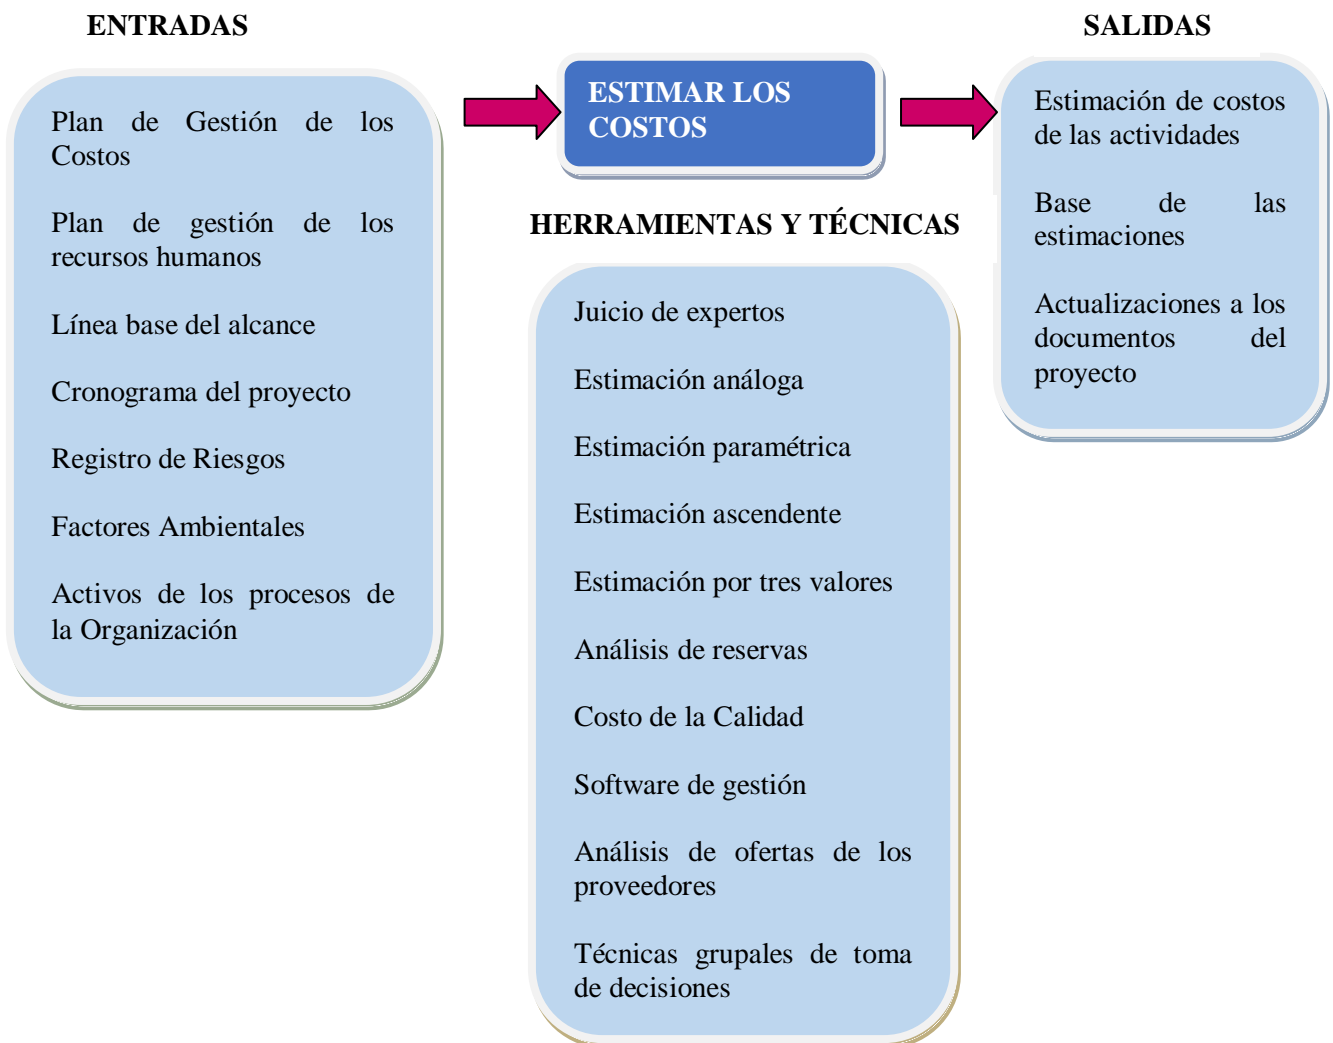 ENTRADAS
Plan de Gestión de los
Costos
Plan de gestión de los
recursos humanos
Línea base del alcance
Cronograma del proyecto
Registro de Riesgos
Factores Ambientales
Activos de los procesos de
la Organización
ESTIMAR LOS
COSTOS
HERRAMIENTAS Y TÉCNICAS
Juicio de expertos
Estimación análoga
Estimación paramétrica
Estimación ascendente
Estimación por tres valores
Análisis de reservas
Costo de la Calidad
Software de gestión
Análisis de ofertas de los
proveedores
Técnicas grupales de toma
de decisiones
SALIDAS
Estimación de costos
de las actividades
Base de las
estimaciones
Actualizaciones a los
documentos del
proyecto